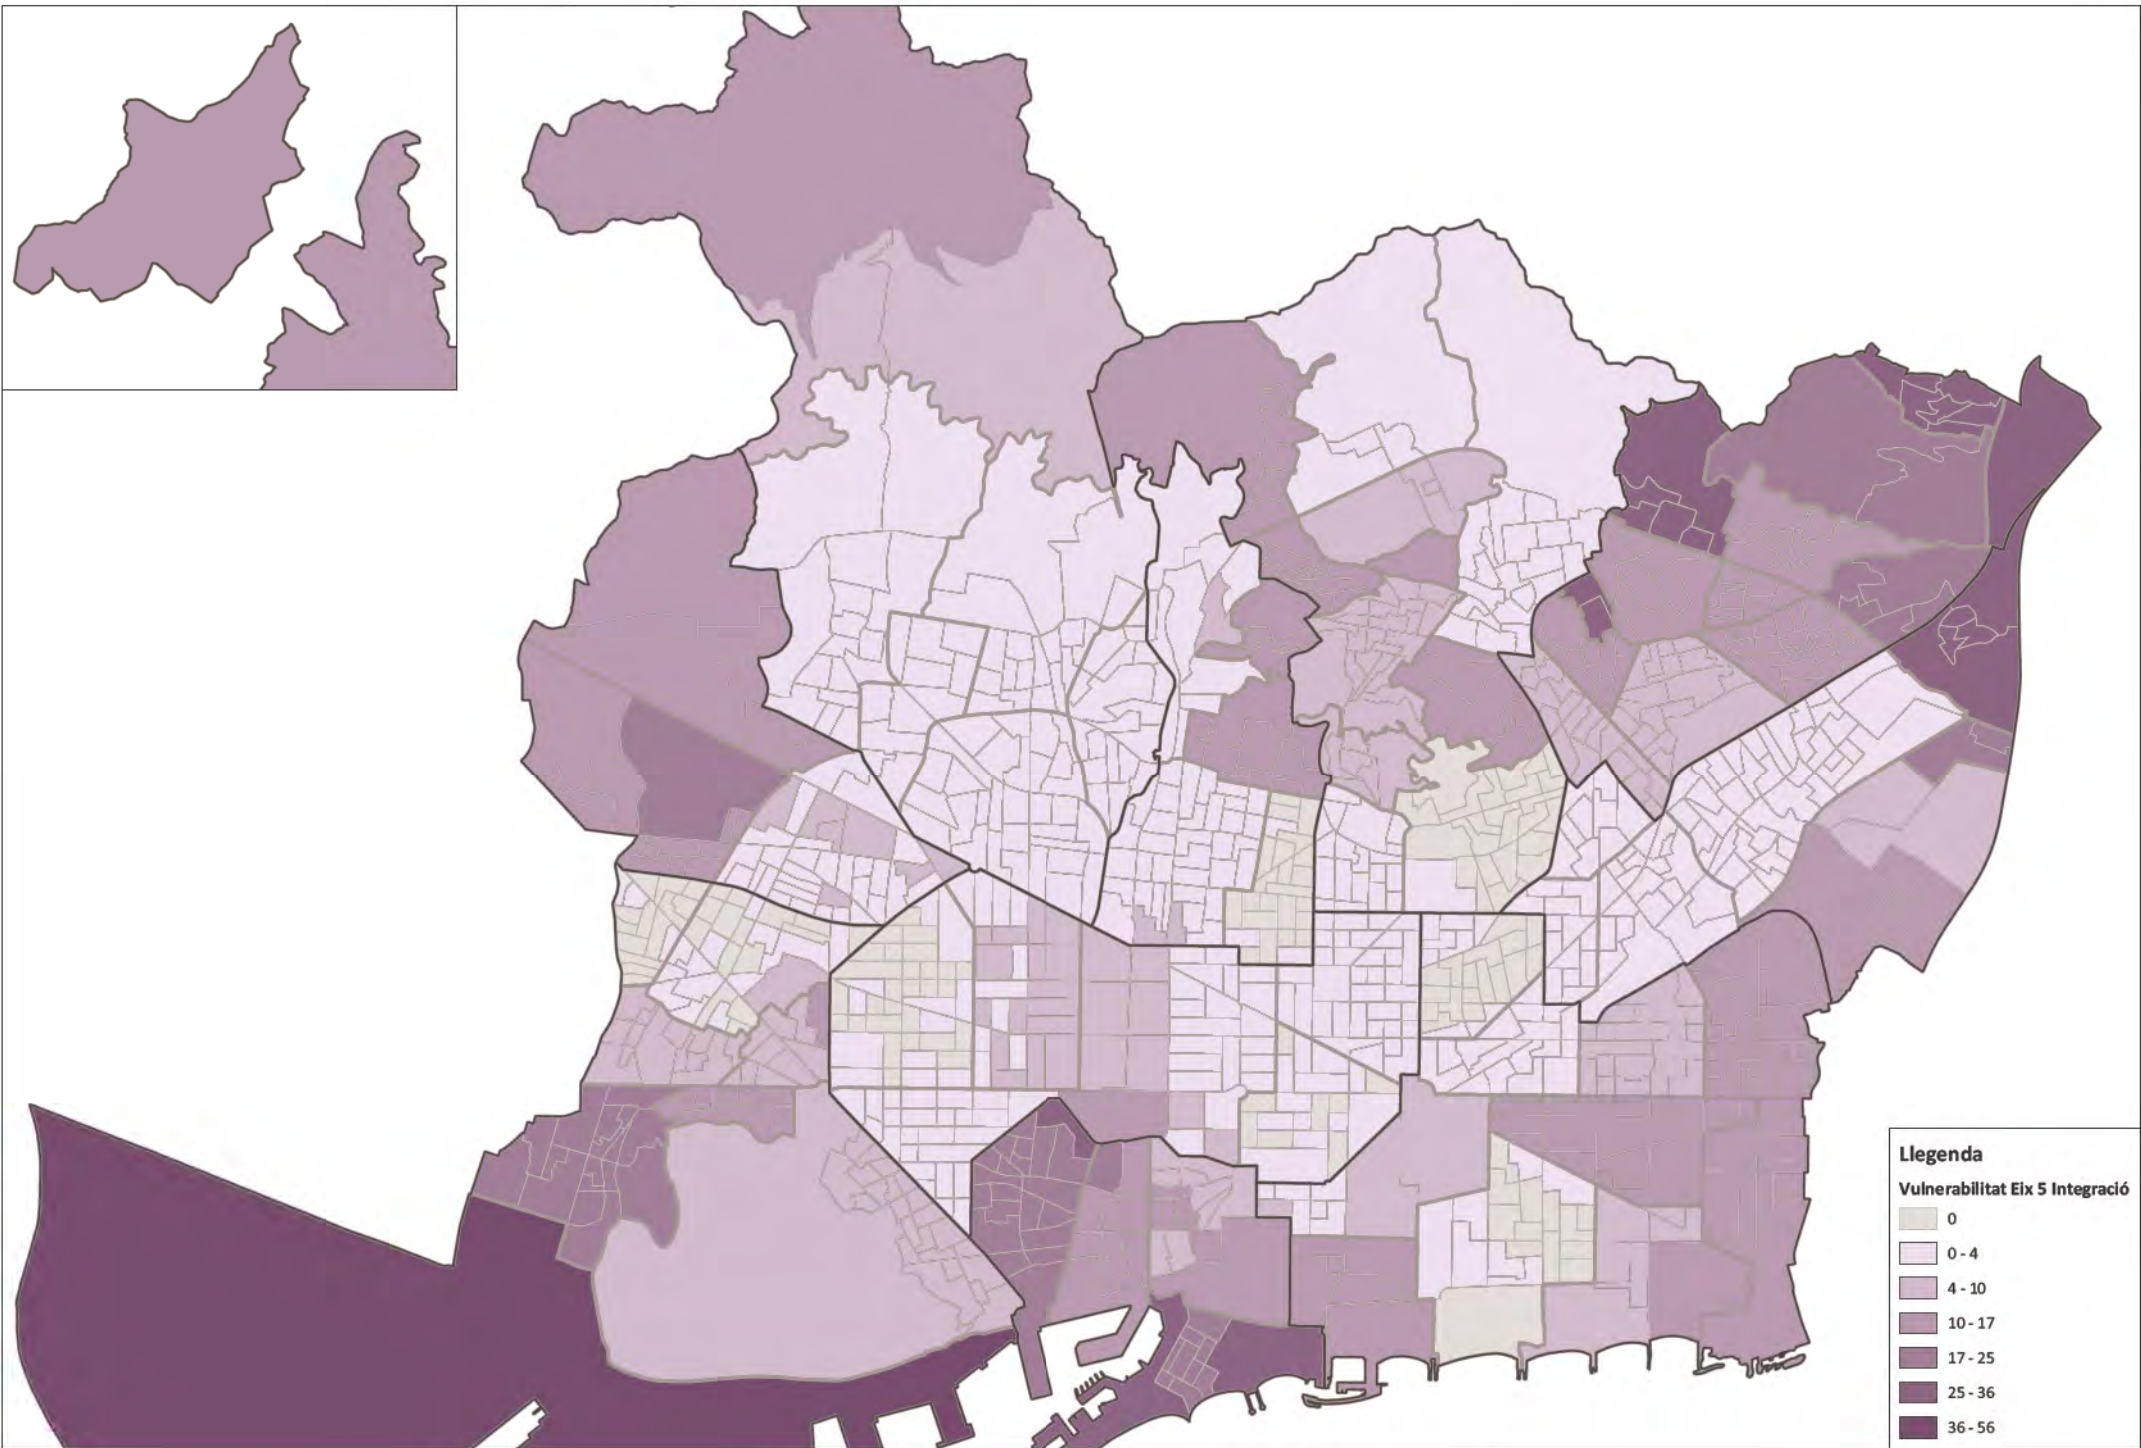 Llegenda
Vulnerabilitat Eix 5 Integració
0
0 - 4
4 - 10
10 - 17
17 - 25
25 - 36
36 - 56